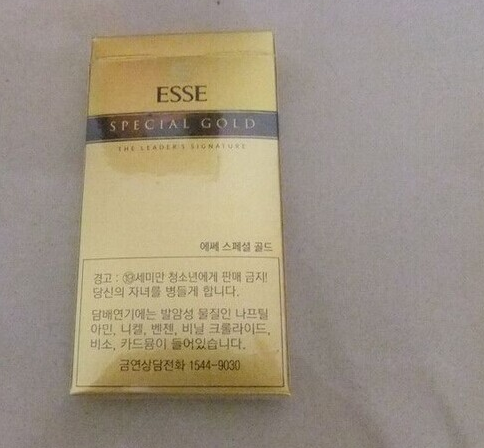 ESSE
SPECIAL GOLD
THE LEADER'S SIGNATURE
에쎄 스페셜 골드
경고 : ⑲세미만 청소년에게 판매 금지!
당신의 자녀를 병들게 합니다.
담배연기에는 발암성 물질인 나프틸
아민, 니켈, 벤젠, 비닐 크롤라이드,
비소, 카드뮴이 들어있습니다.
금연상담전화 1544-9030